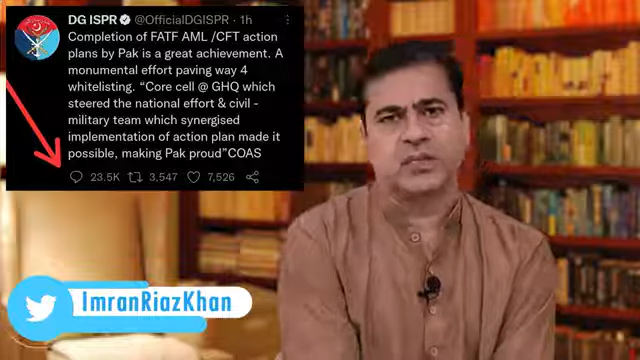 DG ISPR @OfficialDGISPR · 1h
Completion of FATF AML /CFT action
plans by Pak is a great achievement. A
monumental effort paving way 4
whitelisting. “Core cell @ GHQ which
steered the national effort & civil -
military team which synergised
implementation of action plan made it
possible, making Pak proud”COAS
23.5K 3,547 7,526
ImranRiazKhan